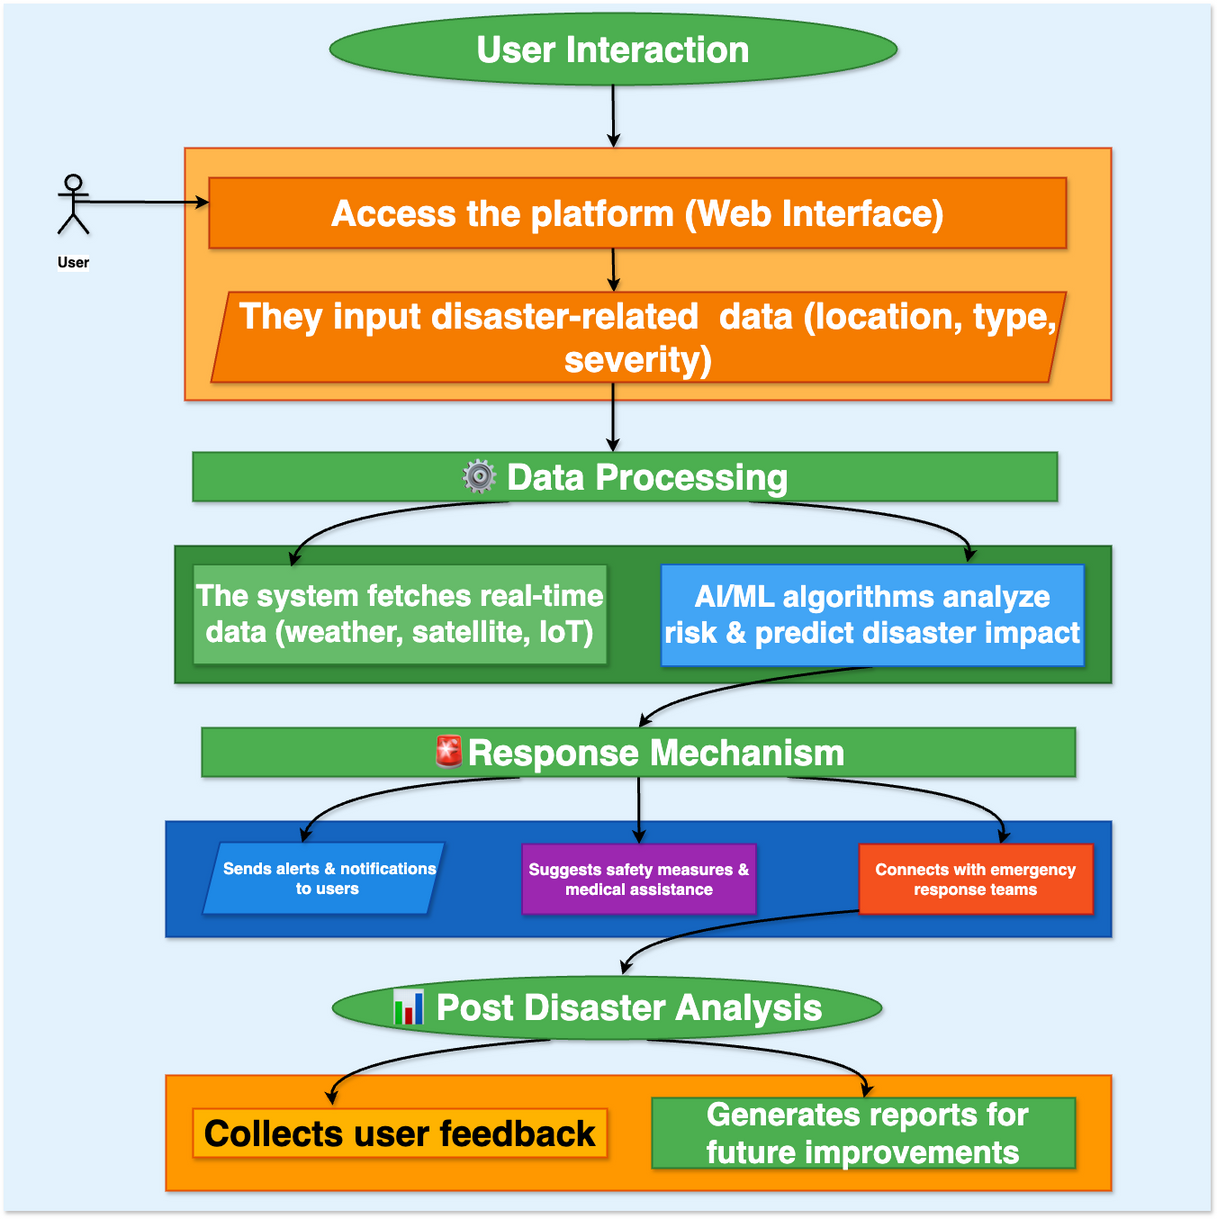 User Interaction
Access the platform (Web Interface)
User
They input disaster-related  data (location, type,
severity)
Data Processing
The system fetches real-time
data (weather, satellite, IoT)
AI/ML algorithms analyze
risk & predict disaster impact
Response Mechanism
Sends alerts & notifications
to users
Suggests safety measures &
medical assistance
Connects with emergency
response teams
Post Disaster Analysis
Collects user feedback
Generates reports for
future improvements